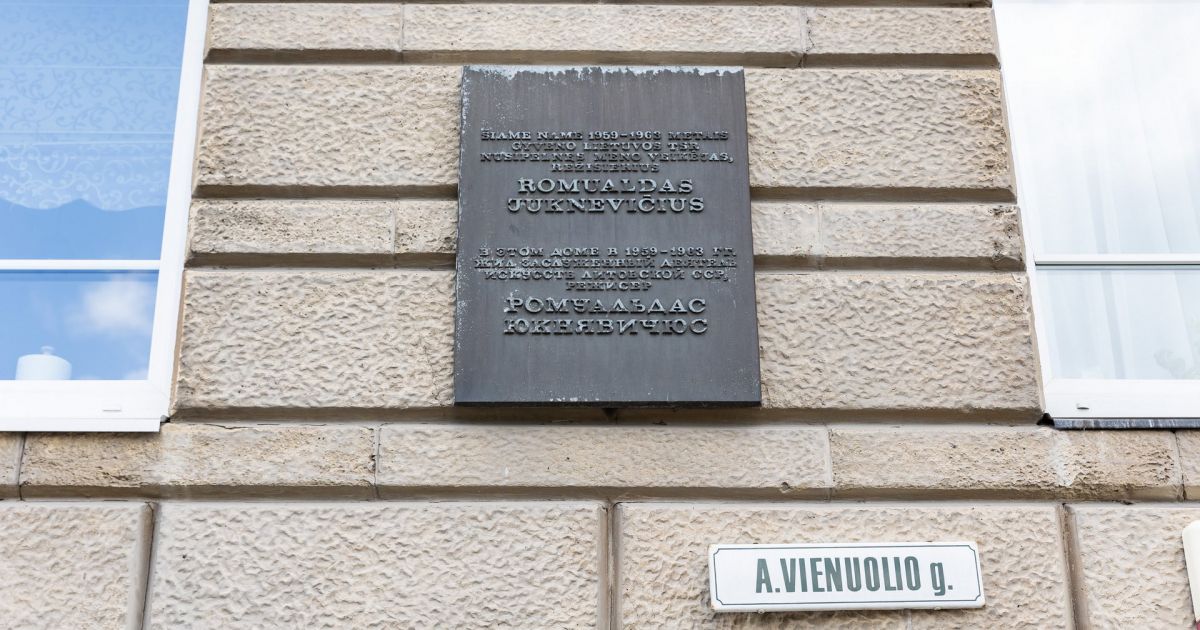 ŠIAME NAME 1959–1963 METAIS
GYVENO LIETUVOS TSR
NUSIPELNĘS MENO VEIKĖJAS,
REŽISIERIUS
ROMUALDAS
JUKNEVIČIUS
В ЭТОМ ДОМЕ В 1959–1963 ГГ.
ЖИЛ ЗАСЛУЖЕННЫЙ ДЕЯТЕЛЬ
ИСКУССТВ ЛИТОВСКОЙ ССР,
РЕЖИСЕР
РОМУАЛЬДАС
ЮКНЯВИЧЮС
A.VIENUOLIO g.